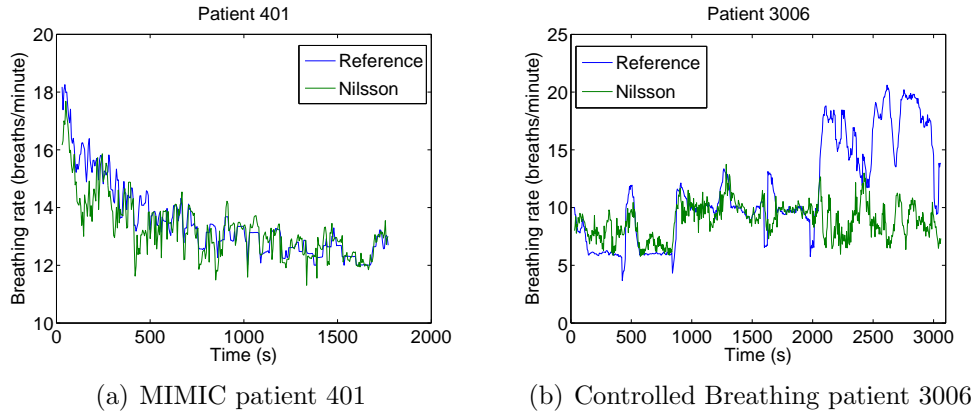 Patient 401
Breathing rate (breaths/minute)
20
18
16
14
12
10
0
500
1000
1500
2000
Time (s)
Reference
Nilsson
(a) MIMIC patient 401
Patient 3006
Breathing rate (breaths/minute)
25
20
15
10
5
0
0
500
1000
1500
2000
2500
3000
Time (s)
Reference
Nilsson
(b) Controlled Breathing patient 3006